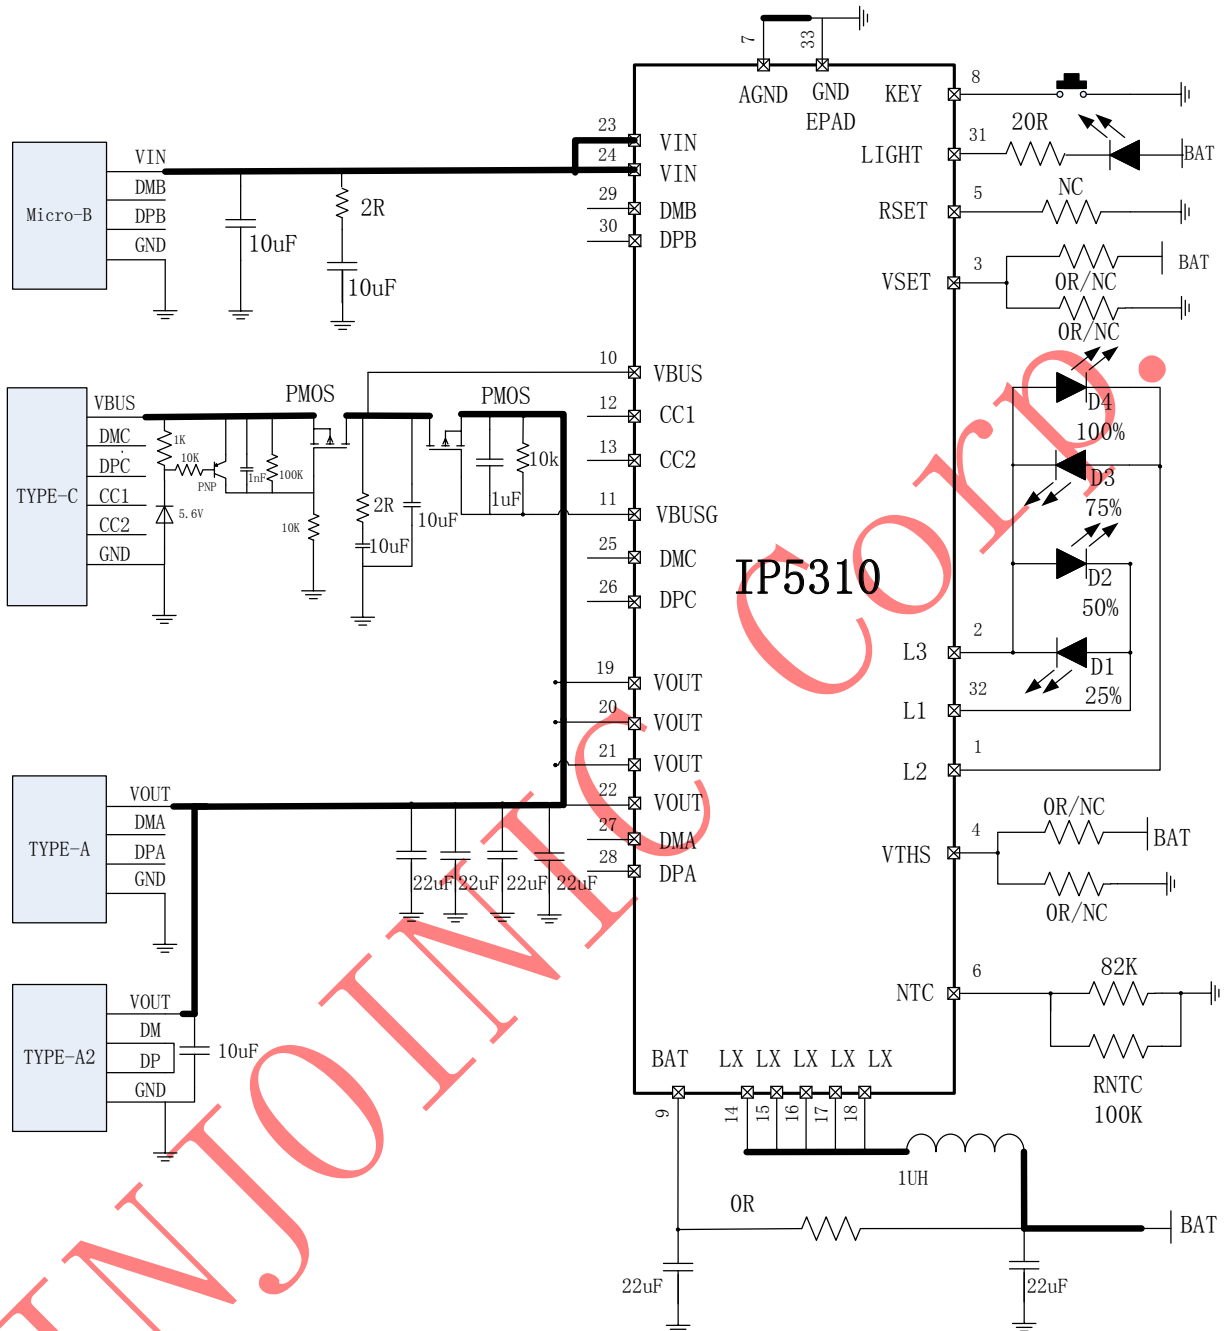 7
33
AGND
GND
EPAD
KEY
8
20R
31
LIGHT
BAT
NC
5
RSET
3
VSET
BAT
0R/NC
0R/NC
23
VIN
24
VIN
29
DMB
30
DPB
Micro-B
VIN
DMB
DPB
GND
10uF
2R
10uF
10
VBUS
12
CC1
13
CC2
11
VBUSG
25
DMC
26
DPC
TYPE-C
VBUS
DMC
DPC
CC1
CC2
GND
1K
10K
PNP
5.6V
1nF
100K
10K
PMOS
PMOS
2R
10uF
10uF
1uF
10k
IP5310
D4
100%
D3
75%
D2
50%
D1
25%
2
L3
32
L1
1
L2
19
VOUT
20
VOUT
21
VOUT
22
VOUT
27
DMA
28
DPA
TYPE-A
VOUT
DMA
DPA
GND
22uF
22uF
22uF
22uF
0R/NC
4
VTHS
BAT
0R/NC
TYPE-A2
VOUT
DM
DP
GND
10uF
6
NTC
82K
RNTC
100K
BAT
LX
LX
LX
LX
LX
9
14
15
16
17
18
1UH
0R
BAT
22uF
22uF
INJOINIC Corp.